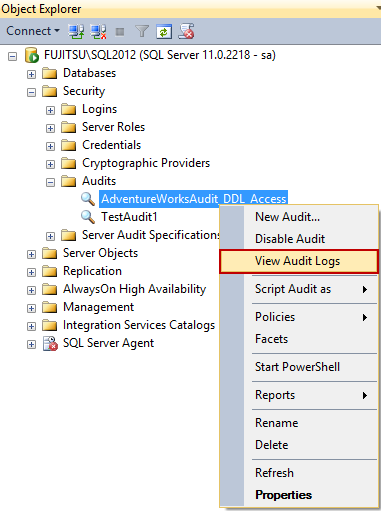 Object Explorer
Connect
FUJITSU\SQL2012 (SQL Server 11.0.2218 - sa)
Databases
Security
Logins
Server Roles
Credentials
Cryptographic Providers
Audits
AdventureWorksAudit_DDL_Access
TestAudit1
Server Audit Specifications
Server Objects
Replication
AlwaysOn High Availability
Management
Integration Services Catalogs
SQL Server Agent
New Audit...
Disable Audit
View Audit Logs
Script Audit as
Policies
Facets
Start PowerShell
Reports
Rename
Delete
Refresh
Properties